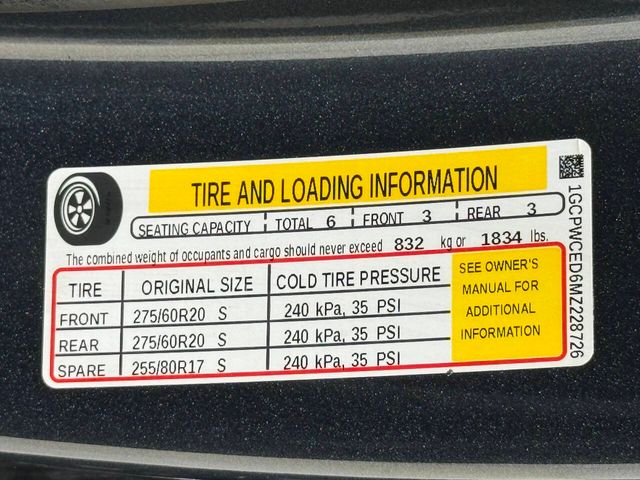 TIRE AND LOADING INFORMATION
SEATING CAPACITY TOTAL 6 FRONT 3 REAR 3
The combined weight of occupants and cargo should never exceed 832 kg or 1834 lbs.
TIRE ORIGINAL SIZE COLD TIRE PRESSURE
FRONT 275/60R20 S 240 kPa, 35 PSI
REAR 275/60R20 S 240 kPa, 35 PSI
SPARE 255/80R17 S 240 kPa, 35 PSI
SEE OWNER'S
MANUAL FOR
ADDITIONAL
INFORMATION
1GCPWCED6MZ228726